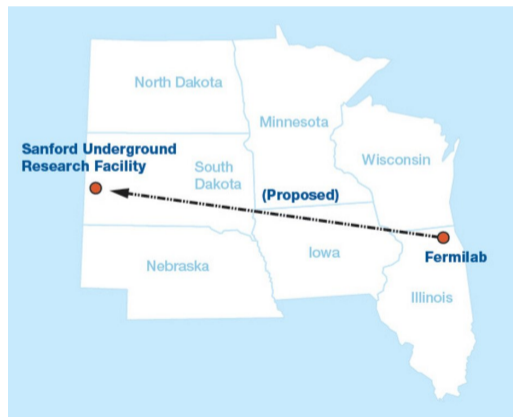 North Dakota
Minnesota
Sanford Underground
Research Facility
Wisconsin
South
Dakota
(Proposed)
Iowa
Fermilab
Nebraska
Illinois